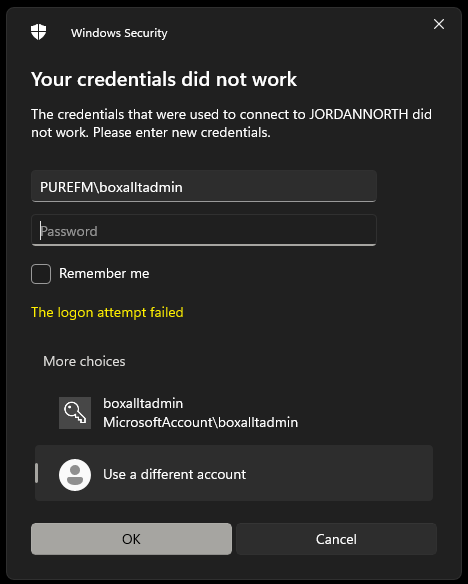 Windows Security
Your credentials did not work
The credentials that were used to connect to JORDANNORTH did
not work. Please enter new credentials.
PUREFM\boxalltadmin
Password
Remember me
The logon attempt failed
More choices
boxalltadmin
MicrosoftAccount\boxalltadmin
Use a different account
OK
Cancel